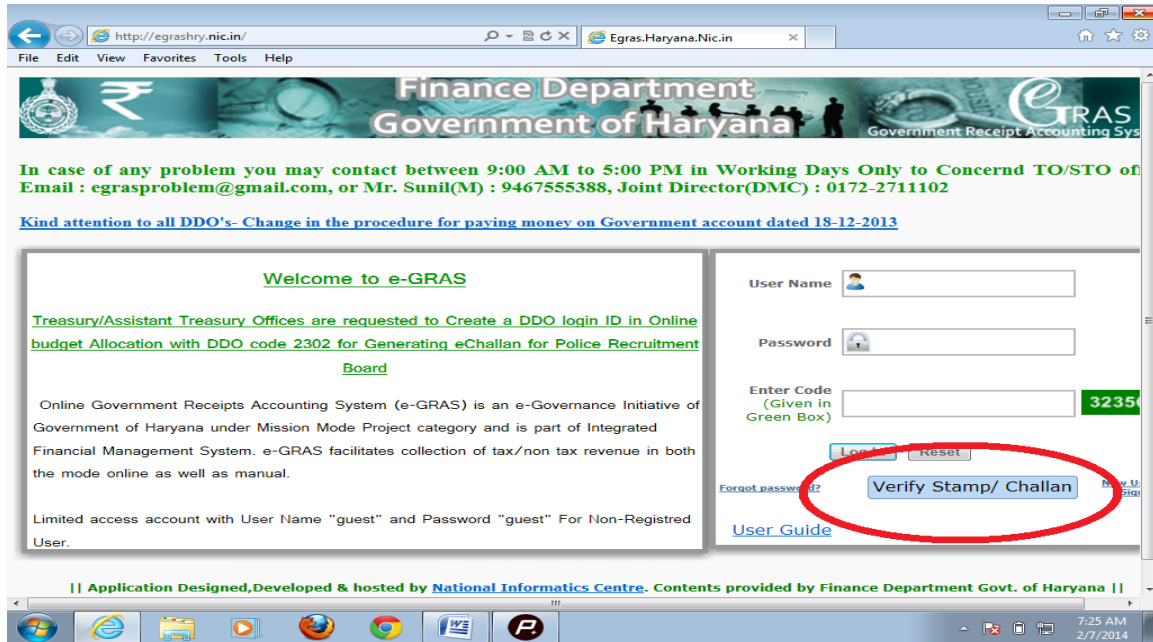 http://egrashry.nic.in/
Egras.Haryana.Nic.in
File Edit View Favorites Tools Help
Finance Department
Government of Haryana
eGRAS
Government Receipt Accounting Sys
In case of any problem you may contact between 9:00 AM to 5:00 PM in Working Days Only to Concernd TO/STO of
Email : egrasproblem@gmail.com, or Mr. Sunil(M) : 9467555388, Joint Director(DMC) : 0172-2711102
Kind attention to all DDO's- Change in the procedure for paying money on Government account dated 18-12-2013
Welcome to e-GRAS
Treasury/Assistant Treasury Offices are requested to Create a DDO login ID in Online
budget Allocation with DDO code 2302 for Generating eChallan for Police Recruitment
Board
Online Government Receipts Accounting System (e-GRAS) is an e-Governance Initiative of
Government of Haryana under Mission Mode Project category and is part of Integrated
Financial Management System. e-GRAS facilitates collection of tax/non tax revenue in both
the mode online as well as manual.
Limited access account with User Name "guest" and Password "guest" For Non-Registred
User.
User Name
Password
Enter Code
(Given in
Green Box)
3235
Reset
Forgot password?
Verify Stamp/ Challan
User Guide
|| Application Designed,Developed & hosted by National Informatics Centre. Contents provided by Finance Department Govt. of Haryana ||
7:25 AM
2/7/2014